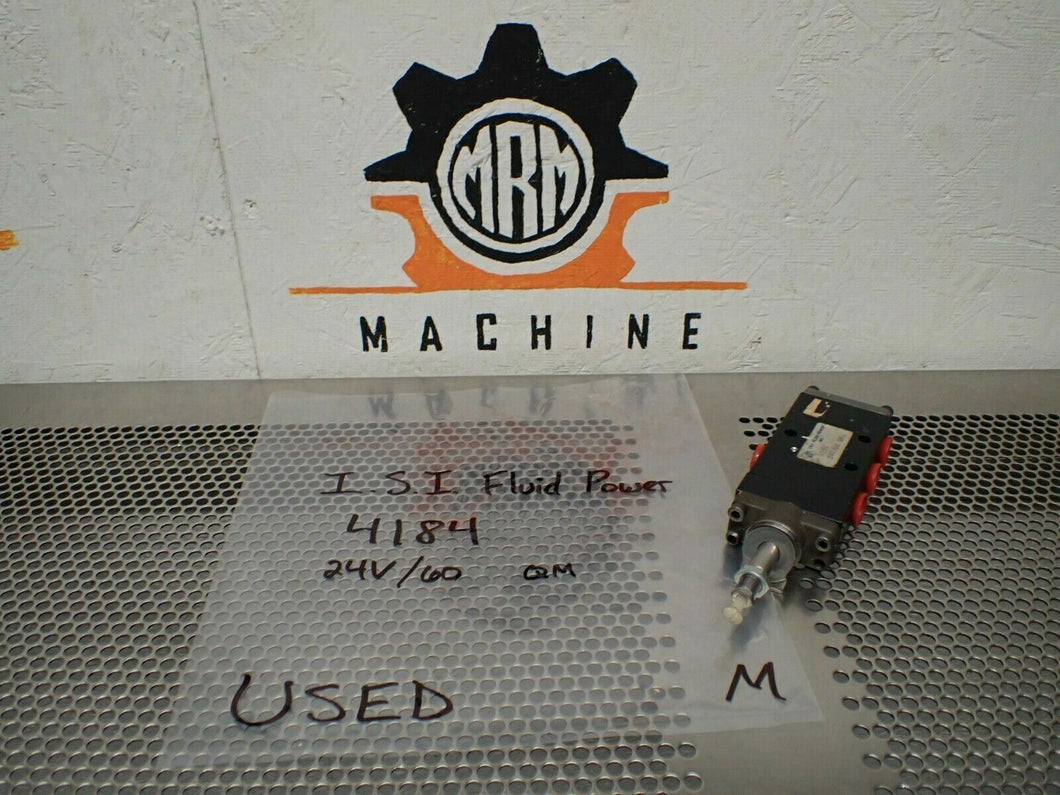 MRM
MACHINE
I.S.I. Fluid Power
4184
24V/60 QM
USED
M